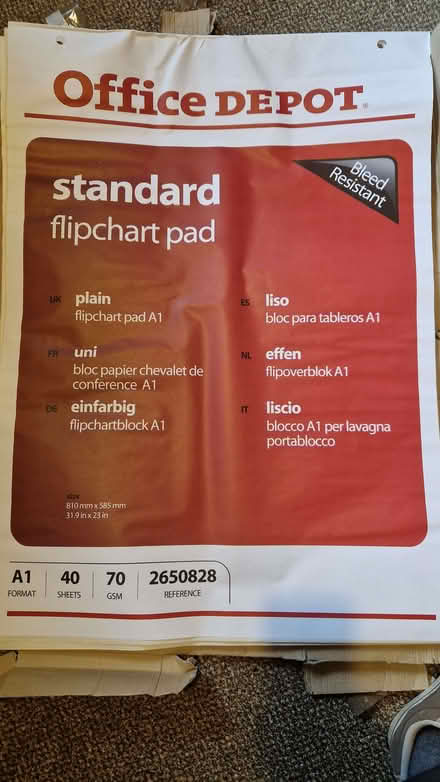 Office DEPOT®
Bleed
Resistant
standard
flipchart pad
UK plain
flipchart pad A1
FR uni
bloc papier chevalet de
conference A1
DE einfarbig
flipchartblock A1
ES liso
bloc para tableros A1
NL effen
flipoverblok A1
IT liscio
blocco A1 per lavagna
portablocco
size
810 mm x 585 mm
31.9 in x 23 in
A1 40 70 2650828
FORMAT SHEETS GSM REFERENCE